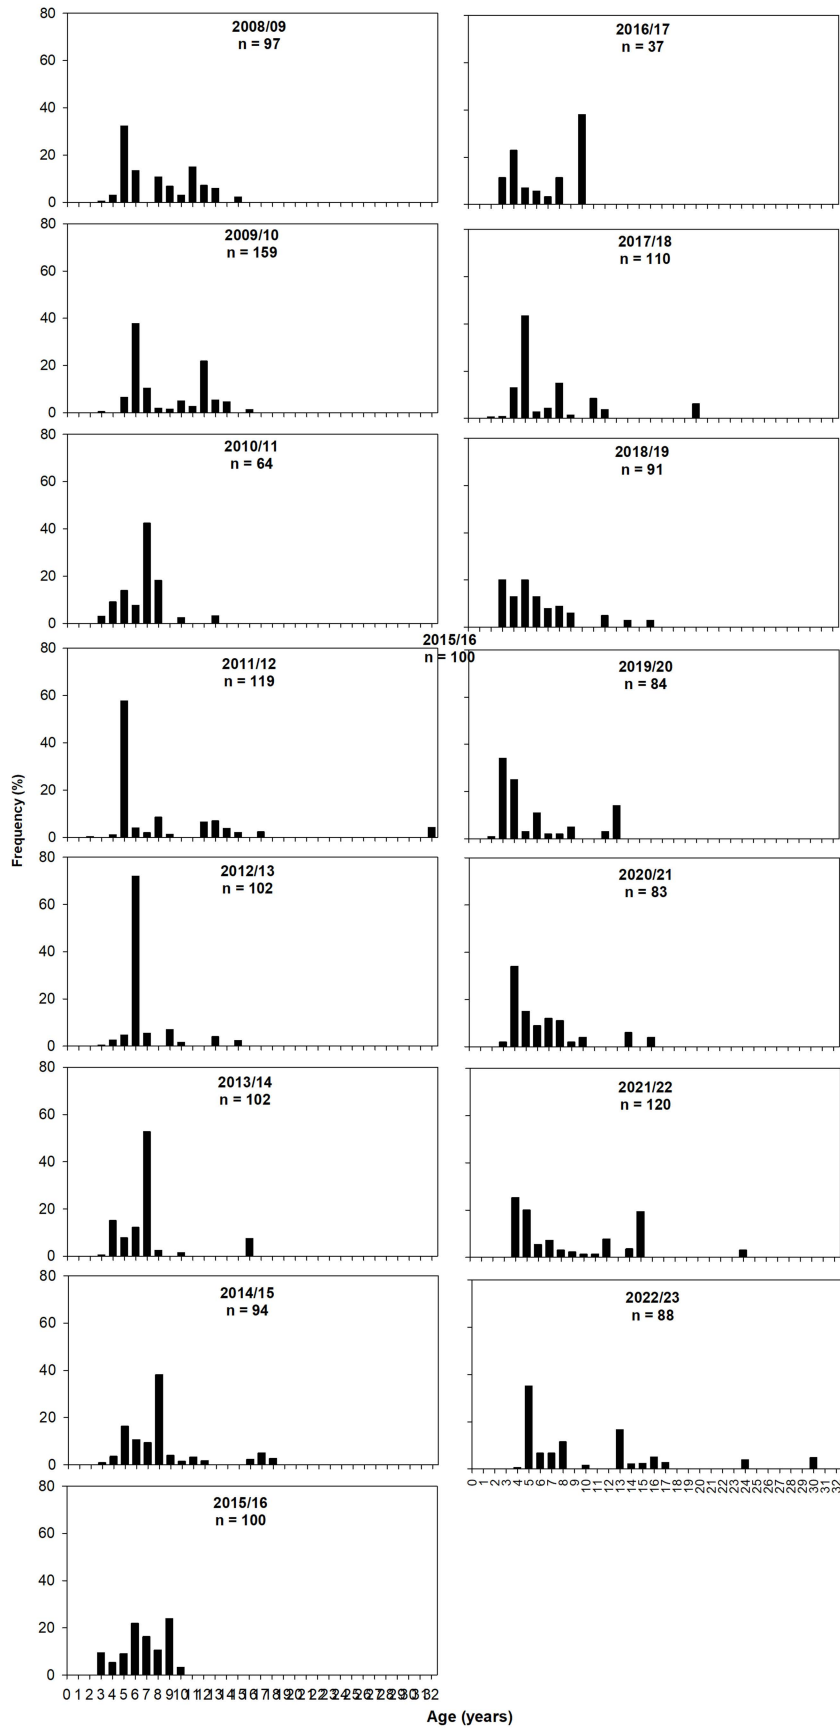 80
60
40
20
0
2008/09
n = 97
80
60
40
20
0
2009/10
n = 159
80
60
40
20
0
2010/11
n = 64
80
60
40
20
0
2011/12
n = 119
80
60
40
20
0
2012/13
n = 102
80
60
40
20
0
2013/14
n = 102
80
60
40
20
0
2014/15
n = 94
80
60
40
20
0
2015/16
n = 100
0 1 2 3 4 5 6 7 8 9 10 11 12 13 14 15 16 17 18 19 20 21 22 23 24 25 26 27 28 29 30 31 32
Frequency (%)
2015/16
n = 100
2016/17
n = 37
2017/18
n = 110
2018/19
n = 91
2019/20
n = 84
2020/21
n = 83
2021/22
n = 120
2022/23
n = 88
0 1 2 3 4 5 6 7 8 9 10 11 12 13 14 15 16 17 18 19 20 21 22 23 24 25 26 27 28 29 30 31 32
Age (years)